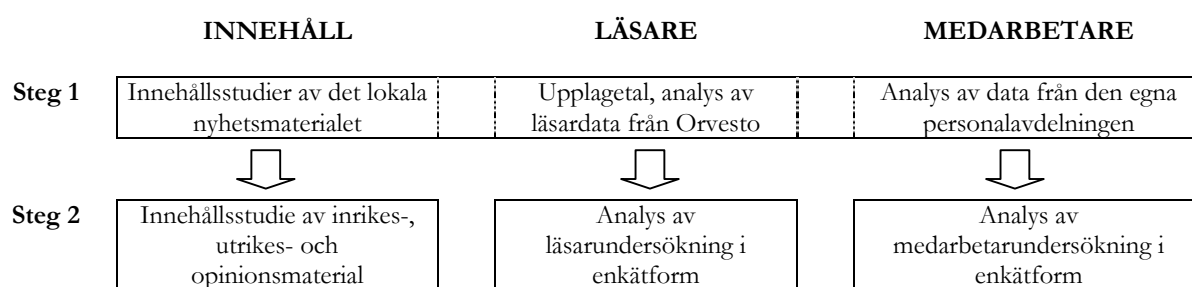 INNEHÅLL LÄSARE MEDARBETARE
Steg 1
Innehållsstudier av det lokala
nyhetsmaterialet
Upplagetal, analys av
läsardata från Orvesto
Analys av data från den egna
personalavdelningen
Steg 2
Innehållsstudie av inrikes-,
utrikes- och
opinionsmaterial
Analys av
läsarundersökning i
enkätform
Analys av
medarbetarundersökning i
enkätform